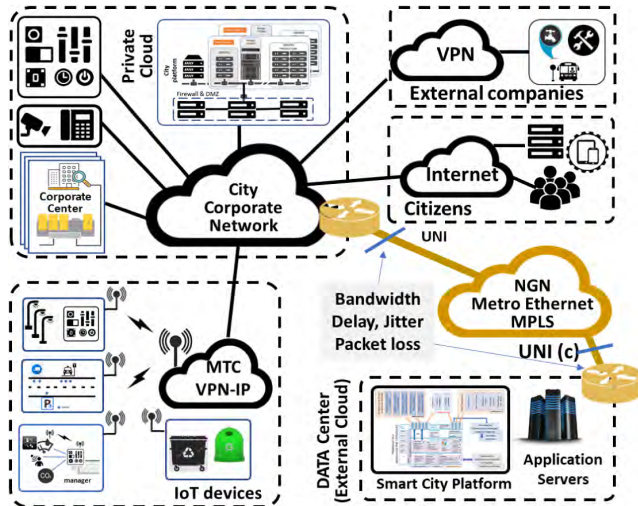 Private
Cloud
City
platform
Firewall & DMZ
VPN
External companies
Corporate
Center
City
Corporate
Network
Internet
Citizens
UNI
Bandwidth
Delay, Jitter
Packet loss
NGN
Metro Ethernet
MPLS
UNI (c)
MTC
VPN-IP
P
CO₂
manager
IoT devices
DATA Center
(External Cloud)
Smart City Platform
Application
Servers